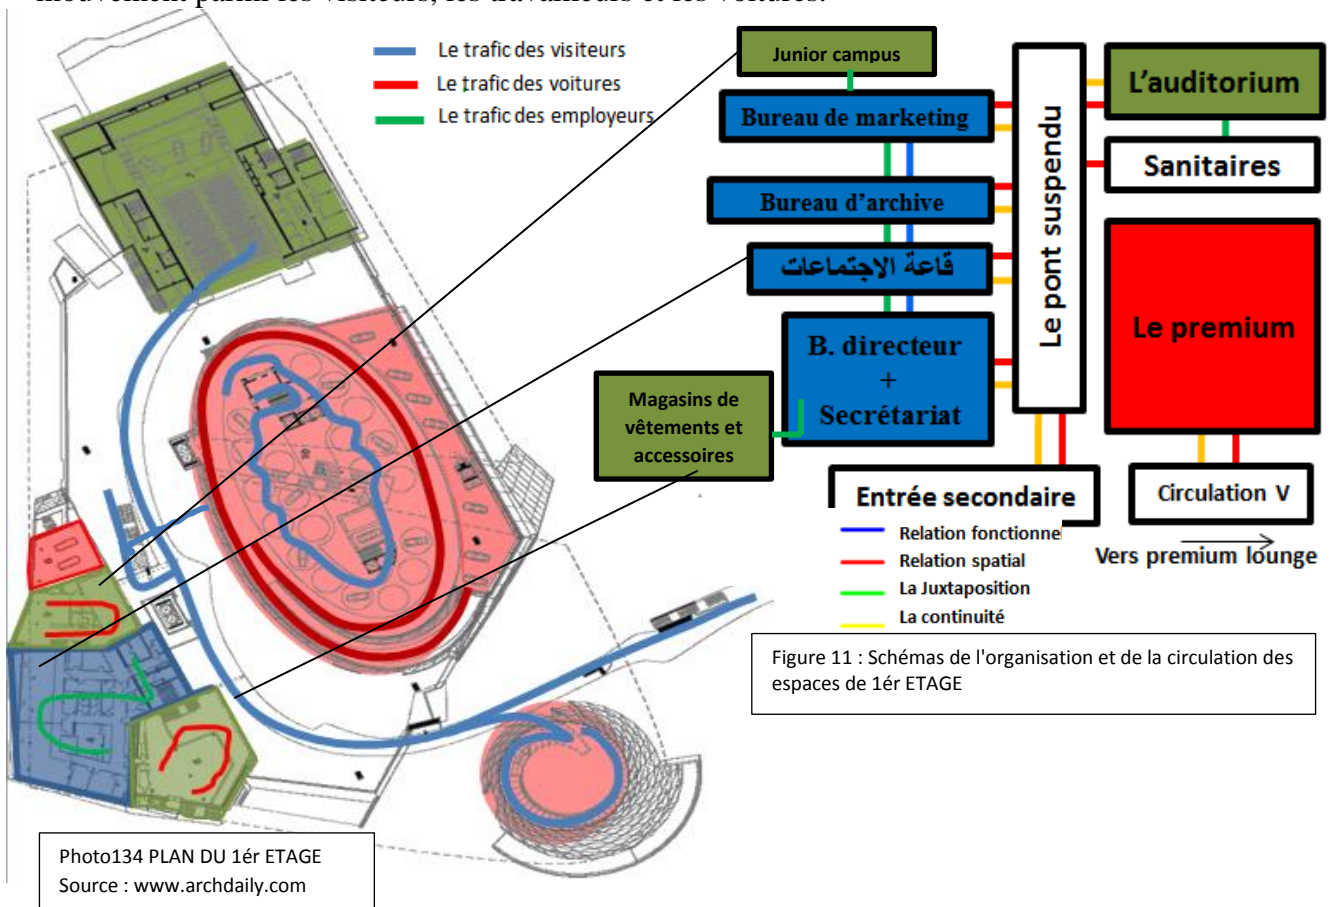 mouvement parmi les visiteurs, les travailleurs et les voitures.
Le trafic des visiteurs
Le trafic des voitures
Le trafic des employeurs
Junior campus
Bureau de marketing
Bureau d’archive
قاعة الاجتماعات
B. directeur
+
Secrétariat
Magasins de
vêtements et
accessoires
Le pont suspendu
L’auditorium
Sanitaires
Le premium
Entrée secondaire
Circulation V
Vers premium lounge
Relation fonctionne
Relation spatial
La Juxtaposition
La continuité
Figure 11 : Schémas de l'organisation et de la circulation des
espaces de 1ér ETAGE
Photo134 PLAN DU 1ér ETAGE
Source : www.archdaily.com